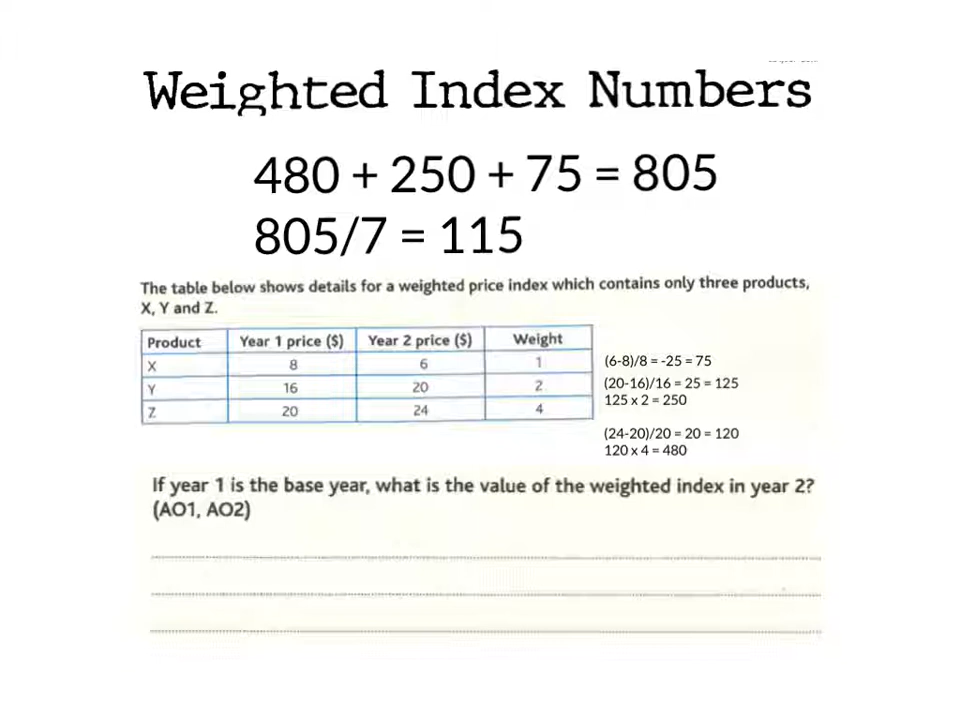 Weighted Index Numbers
480 + 250 + 75 = 805
805/7 = 115
The table below shows details for a weighted price index which contains only three products,
X, Y and Z.
Product Year 1 price ($) Year 2 price ($) Weight
X 8 6 1
Y 16 20 2
Z 20 24 4
(6-8)/8 = -25 = 75
(20-16)/16 = 25 = 125
125 x 2 = 250
(24-20)/20 = 20 = 120
120 x 4 = 480
If year 1 is the base year, what is the value of the weighted index in year 2?
(AO1, AO2)